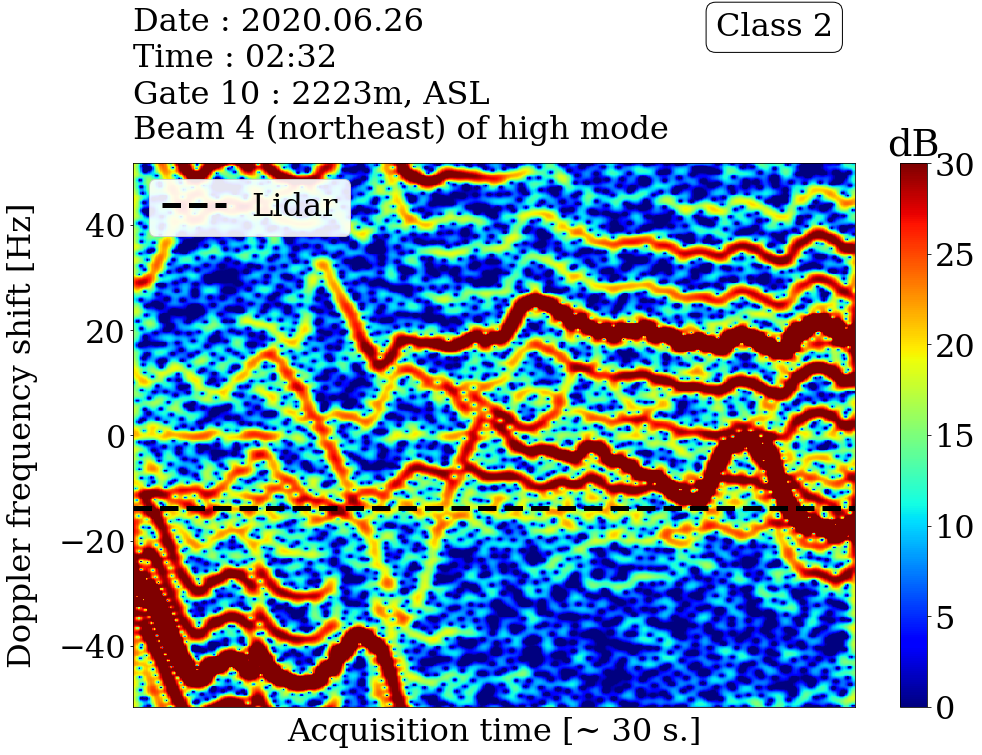 Date : 2020.06.26
Time : 02:32
Gate 10 : 2223m, ASL
Beam 4 (northeast) of high mode
Class 2
dB
Lidar
Doppler frequency shift [Hz]
40
20
0
−20
−40
Acquisition time [~ 30 s.]
30
25
20
15
10
5
0